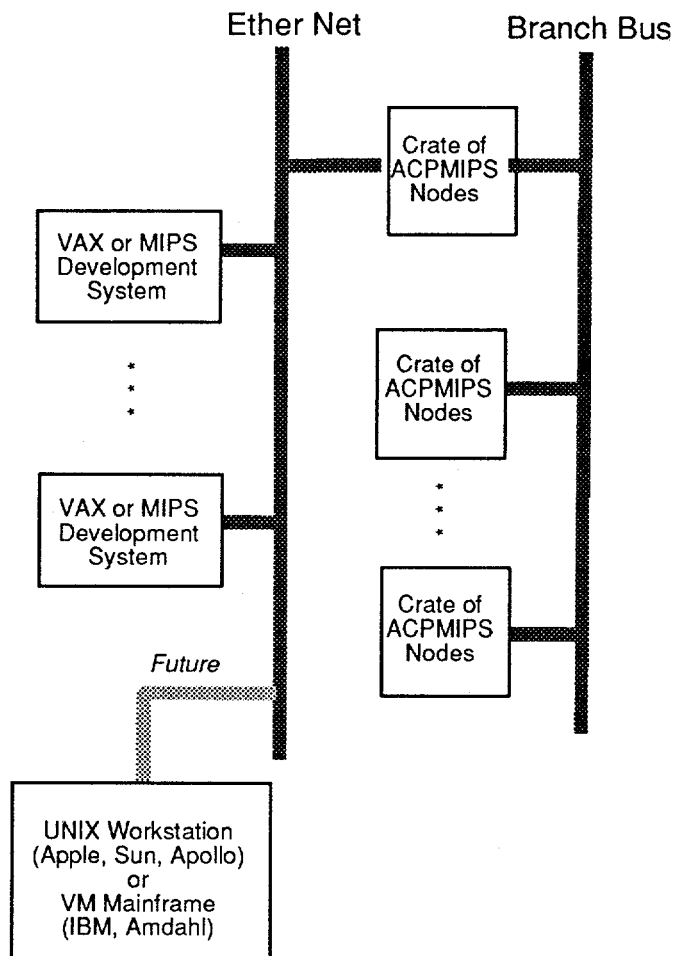 Ether Net
Branch Bus
Crate of
ACPMIPS
Nodes
VAX or MIPS
Development
System
*
*
*
Crate of
ACPMIPS
Nodes
*
*
*
VAX or MIPS
Development
System
Crate of
ACPMIPS
Nodes
Future
UNIX Workstation
(Apple, Sun, Apollo)
or
VM Mainframe
(IBM, Amdahl)